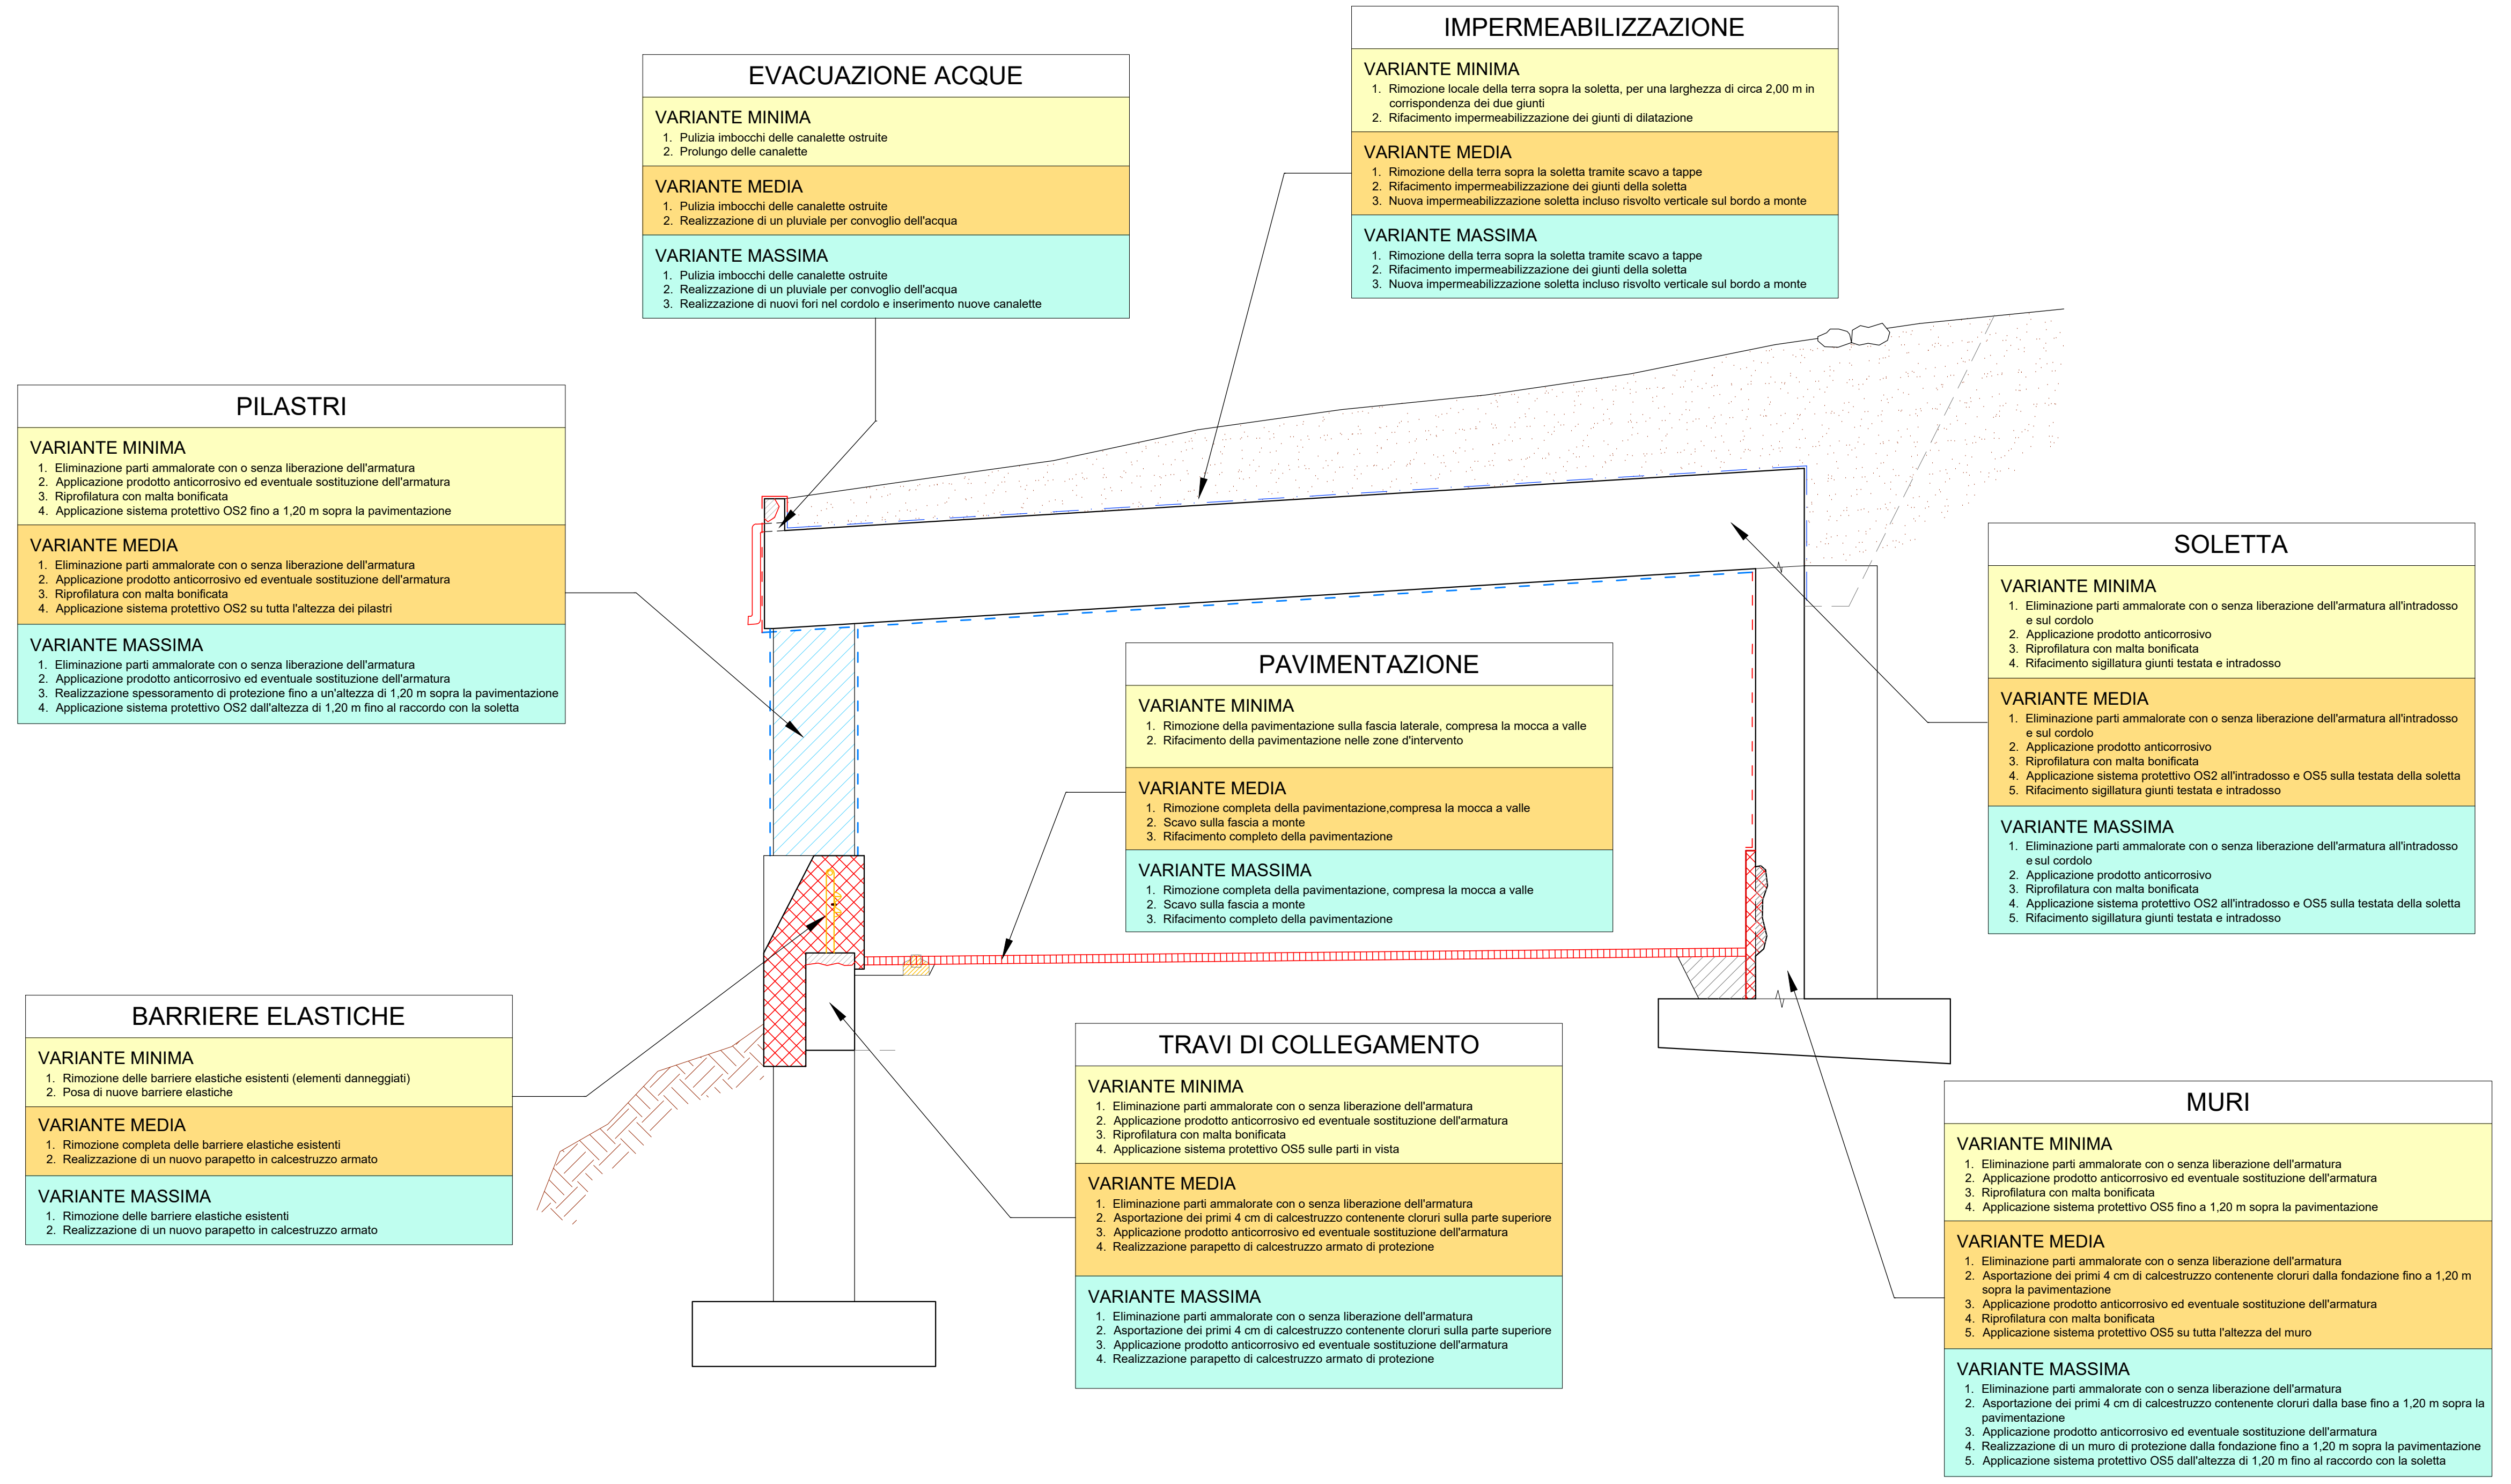 IMPERMEABILIZZAZIONE
VARIANTE MINIMA
1. Rimozione locale della terra sopra la soletta, per una larghezza di circa 2,00 m in
corrispondenza dei due giunti
2. Rifacimento impermeabilizzazione dei giunti di dilatazione
VARIANTE MEDIA
1. Rimozione della terra sopra la soletta tramite scavo a tappe
2. Rifacimento impermeabilizzazione dei giunti della soletta
3. Nuova impermeabilizzazione soletta incluso risvolto verticale sul bordo a monte
VARIANTE MASSIMA
1. Rimozione della terra sopra la soletta tramite scavo a tappe
2. Rifacimento impermeabilizzazione dei giunti della soletta
3. Nuova impermeabilizzazione soletta incluso risvolto verticale sul bordo a monte
EVACUAZIONE ACQUE
VARIANTE MINIMA
1. Pulizia imbocchi delle canalette ostruite
2. Prolungo delle canalette
VARIANTE MEDIA
1. Pulizia imbocchi delle canalette ostruite
2. Realizzazione di un pluviale per convoglio dell'acqua
VARIANTE MASSIMA
1. Pulizia imbocchi delle canalette ostruite
2. Realizzazione di un pluviale per convoglio dell'acqua
3. Realizzazione di nuovi fori nel cordolo e inserimento nuove canalette
PILASTRI
VARIANTE MINIMA
1. Eliminazione parti ammalorate con o senza liberazione dell'armatura
2. Applicazione prodotto anticorrosivo ed eventuale sostituzione dell'armatura
3. Riprofilatura con malta bonificata
4. Applicazione sistema protettivo OS2 fino a 1,20 m sopra la pavimentazione
VARIANTE MEDIA
1. Eliminazione parti ammalorate con o senza liberazione dell'armatura
2. Applicazione prodotto anticorrosivo ed eventuale sostituzione dell'armatura
3. Riprofilatura con malta bonificata
4. Applicazione sistema protettivo OS2 su tutta l'altezza dei pilastri
VARIANTE MASSIMA
1. Eliminazione parti ammalorate con o senza liberazione dell'armatura
2. Applicazione prodotto anticorrosivo ed eventuale sostituzione dell'armatura
3. Realizzazione spessoramento di protezione fino a un'altezza di 1,20 m sopra la pavimentazione
4. Applicazione sistema protettivo OS2 dall'altezza di 1,20 m fino al raccordo con la soletta
SOLETTA
VARIANTE MINIMA
1. Eliminazione parti ammalorate con o senza liberazione dell'armatura all'intradosso
e sul cordolo
2. Applicazione prodotto anticorrosivo
3. Riprofilatura con malta bonificata
4. Rifacimento sigillatura giunti testata e intradosso
VARIANTE MEDIA
1. Eliminazione parti ammalorate con o senza liberazione dell'armatura all'intradosso
e sul cordolo
2. Applicazione prodotto anticorrosivo
3. Riprofilatura con malta bonificata
4. Applicazione sistema protettivo OS2 all'intradosso e OS5 sulla testata della soletta
5. Rifacimento sigillatura giunti testata e intradosso
VARIANTE MASSIMA
1. Eliminazione parti ammalorate con o senza liberazione dell'armatura all'intradosso
e sul cordolo
2. Applicazione prodotto anticorrosivo
3. Riprofilatura con malta bonificata
4. Applicazione sistema protettivo OS2 all'intradosso e OS5 sulla testata della soletta
5. Rifacimento sigillatura giunti testata e intradosso
PAVIMENTAZIONE
VARIANTE MINIMA
1. Rimozione della pavimentazione sulla fascia laterale, compresa la mocca a valle
2. Rifacimento della pavimentazione nelle zone d'intervento
VARIANTE MEDIA
1. Rimozione completa della pavimentazione,compresa la mocca a valle
2. Scavo sulla fascia a monte
3. Rifacimento completo della pavimentazione
VARIANTE MASSIMA
1. Rimozione completa della pavimentazione, compresa la mocca a valle
2. Scavo sulla fascia a monte
3. Rifacimento completo della pavimentazione
BARRIERE ELASTICHE
VARIANTE MINIMA
1. Rimozione delle barriere elastiche esistenti (elementi danneggiati)
2. Posa di nuove barriere elastiche
VARIANTE MEDIA
1. Rimozione completa delle barriere elastiche esistenti
2. Realizzazione di un nuovo parapetto in calcestruzzo armato
VARIANTE MASSIMA
1. Rimozione delle barriere elastiche esistenti
2. Realizzazione di un nuovo parapetto in calcestruzzo armato
TRAVI DI COLLEGAMENTO
VARIANTE MINIMA
1. Eliminazione parti ammalorate con o senza liberazione dell'armatura
2. Applicazione prodotto anticorrosivo ed eventuale sostituzione dell'armatura
3. Riprofilatura con malta bonificata
4. Applicazione sistema protettivo OS5 sulle parti in vista
VARIANTE MEDIA
1. Eliminazione parti ammalorate con o senza liberazione dell'armatura
2. Asportazione dei primi 4 cm di calcestruzzo contenente cloruri sulla parte superiore
3. Applicazione prodotto anticorrosivo ed eventuale sostituzione dell'armatura
4. Realizzazione parapetto di calcestruzzo armato di protezione
VARIANTE MASSIMA
1. Eliminazione parti ammalorate con o senza liberazione dell'armatura
2. Asportazione dei primi 4 cm di calcestruzzo contenente cloruri sulla parte superiore
3. Applicazione prodotto anticorrosivo ed eventuale sostituzione dell'armatura
4. Realizzazione parapetto di calcestruzzo armato di protezione
MURI
VARIANTE MINIMA
1. Eliminazione parti ammalorate con o senza liberazione dell'armatura
2. Applicazione prodotto anticorrosivo ed eventuale sostituzione dell'armatura
3. Riprofilatura con malta bonificata
4. Applicazione sistema protettivo OS5 fino a 1,20 m sopra la pavimentazione
VARIANTE MEDIA
1. Eliminazione parti ammalorate con o senza liberazione dell'armatura
2. Asportazione dei primi 4 cm di calcestruzzo contenente cloruri dalla fondazione fino a 1,20 m
sopra la pavimentazione
3. Applicazione prodotto anticorrosivo ed eventuale sostituzione dell'armatura
4. Riprofilatura con malta bonificata
5. Applicazione sistema protettivo OS5 su tutta l'altezza del muro
VARIANTE MASSIMA
1. Eliminazione parti ammalorate con o senza liberazione dell'armatura
2. Asportazione dei primi 4 cm di calcestruzzo contenente cloruri dalla base fino a 1,20 m sopra la
pavimentazione
3. Applicazione prodotto anticorrosivo ed eventuale sostituzione dell'armatura
4. Realizzazione di un muro di protezione dalla fondazione fino a 1,20 m sopra la pavimentazione
5. Applicazione sistema protettivo OS5 dall'altezza di 1,20 m fino al raccordo con la soletta